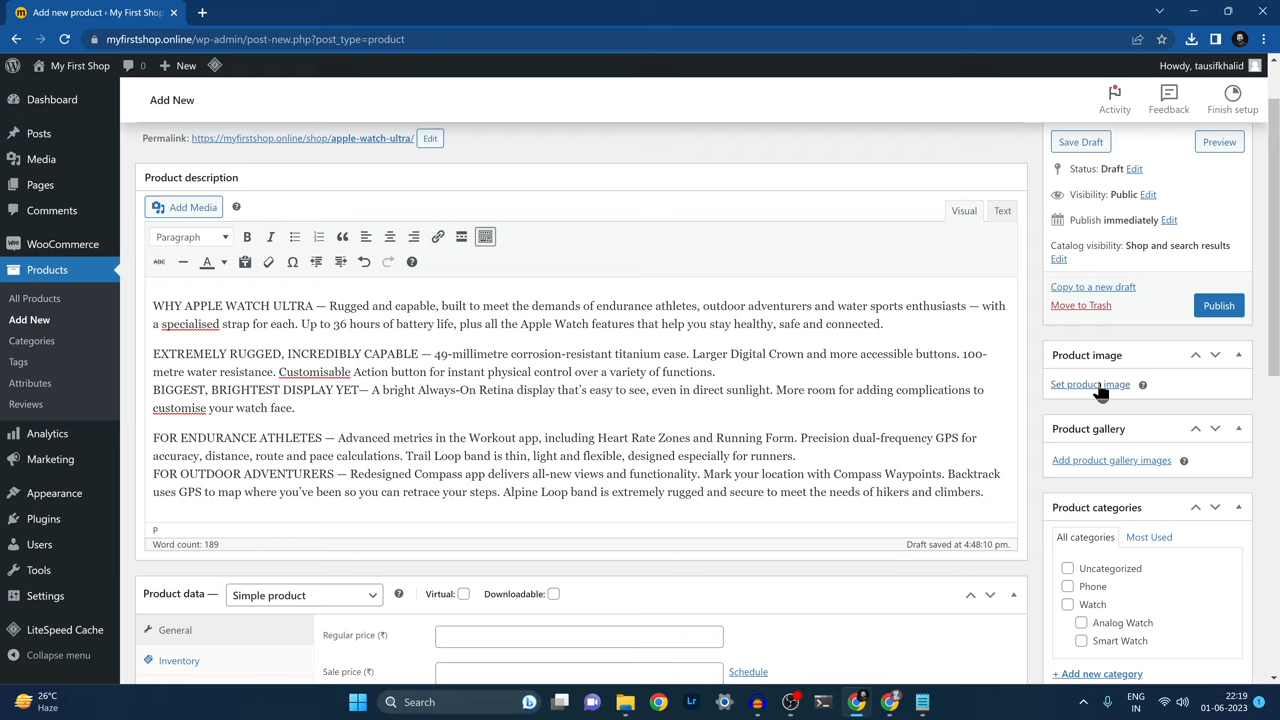 Add new product ‹ My First Shop
myfirstshop.online/wp-admin/post-new.php?post_type=product
My First Shop
0
New
Howdy, tausifkhalid
Dashboard
Posts
Media
Pages
Comments
WooCommerce
Products
All Products
Add New
Categories
Tags
Attributes
Reviews
Analytics
Marketing
Appearance
Plugins
Users
Tools
Settings
LiteSpeed Cache
Collapse menu
Add New
Activity
Feedback
Finish setup
Permalink: https://myfirstshop.online/shop/apple-watch-ultra/ Edit
Product description
Add Media
Visual
Text
Paragraph
WHY APPLE WATCH ULTRA — Rugged and capable, built to meet the demands of endurance athletes, outdoor adventurers and water sports enthusiasts — with
a specialised strap for each. Up to 36 hours of battery life, plus all the Apple Watch features that help you stay healthy, safe and connected.
EXTREMELY RUGGED, INCREDIBLY CAPABLE — 49-millimetre corrosion-resistant titanium case. Larger Digital Crown and more accessible buttons. 100-
metre water resistance. Customisable Action button for instant physical control over a variety of functions.
BIGGEST, BRIGHTEST DISPLAY YET— A bright Always-On Retina display that's easy to see, even in direct sunlight. More room for adding complications to
customise your watch face.
FOR ENDURANCE ATHLETES — Advanced metrics in the Workout app, including Heart Rate Zones and Running Form. Precision dual-frequency GPS for
accuracy, distance, route and pace calculations. Trail Loop band is thin, light and flexible, designed especially for runners.
FOR OUTDOOR ADVENTURERS — Redesigned Compass app delivers all-new views and functionality. Mark your location with Compass Waypoints. Backtrack
uses GPS to map where you've been so you can retrace your steps. Alpine Loop band is extremely rugged and secure to meet the needs of hikers and climbers.
P
Word count: 189
Draft saved at 4:48:10 pm.
Product data —
Simple product
Virtual:
Downloadable:
General
Inventory
Regular price (₹)
Sale price (₹)
Schedule
Save Draft
Preview
Status: Draft Edit
Visibility: Public Edit
Publish immediately Edit
Catalog visibility: Shop and search results
Edit
Copy to a new draft
Move to Trash
Publish
Product image
Set product image
Product gallery
Add product gallery images
Product categories
All categories
Most Used
Uncategorized
Phone
Watch
Analog Watch
Smart Watch
+ Add new category
26°C
Haze
Search
Lr
ENG
IN
22:19
01-06-2023